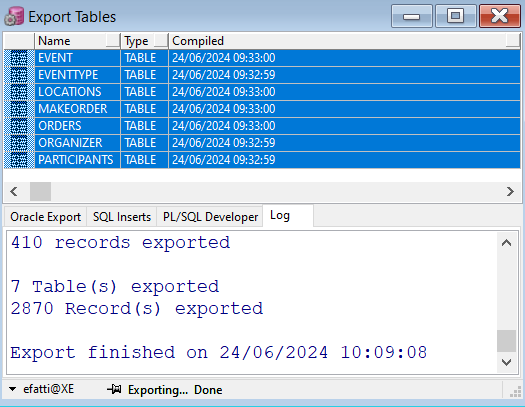 Export Tables
Name Type Compiled
EVENT TABLE 24/06/2024 09:33:00
EVENTTYPE TABLE 24/06/2024 09:32:59
LOCATIONS TABLE 24/06/2024 09:33:00
MAKEORDER TABLE 24/06/2024 09:33:00
ORDERS TABLE 24/06/2024 09:33:00
ORGANIZER TABLE 24/06/2024 09:32:59
PARTICIPANTS TABLE 24/06/2024 09:32:59
Oracle Export SQL Inserts PL/SQL Developer Log
410 records exported
7 Table(s) exported
2870 Record(s) exported
Export finished on 24/06/2024 10:09:08
efatti@XE Exporting... Done